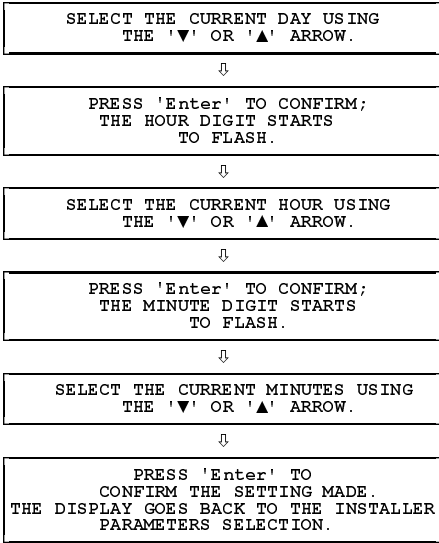 SELECT THE CURRENT DAY USING
THE '▼' OR '▲' ARROW.
⇩
PRESS 'Enter' TO CONFIRM;
THE HOUR DIGIT STARTS
TO FLASH.
⇩
SELECT THE CURRENT HOUR USING
THE '▼' OR '▲' ARROW.
⇩
PRESS 'Enter' TO CONFIRM;
THE MINUTE DIGIT STARTS
TO FLASH.
⇩
SELECT THE CURRENT MINUTES USING
THE '▼' OR '▲' ARROW.
⇩
PRESS 'Enter' TO
CONFIRM THE SETTING MADE.
THE DISPLAY GOES BACK TO THE INSTALLER
PARAMETERS SELECTION.